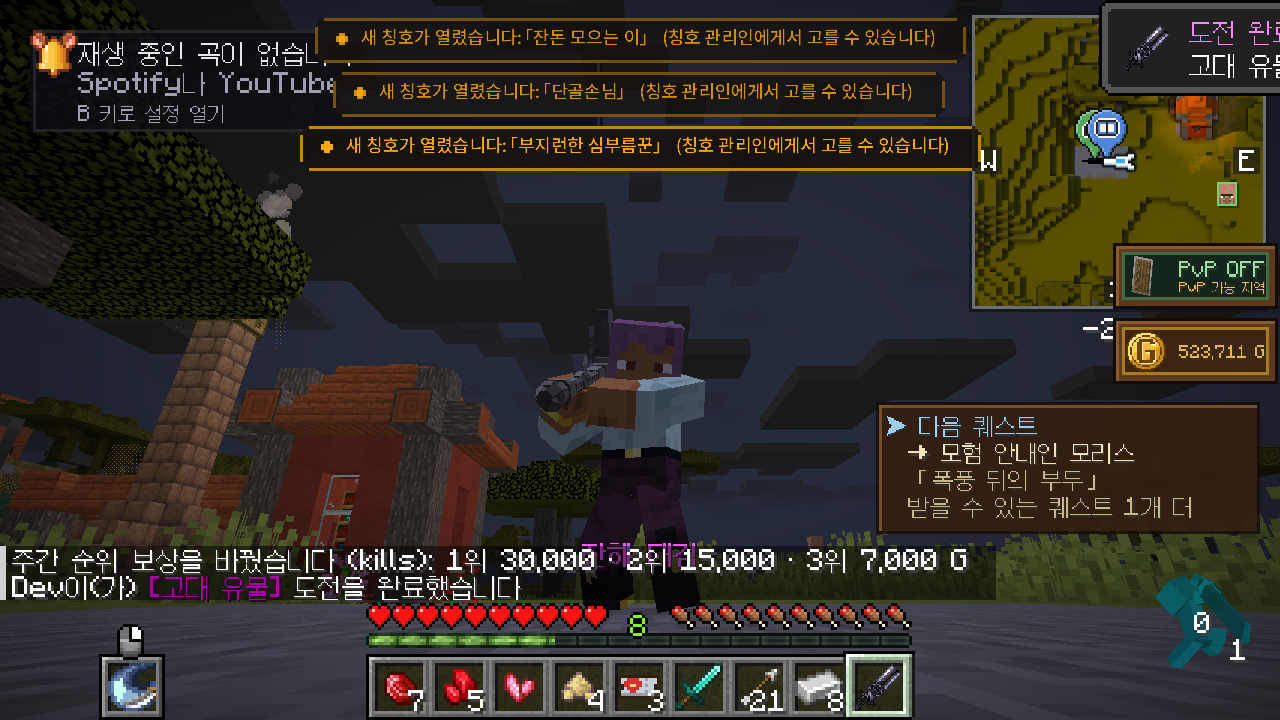 재생 중인 곡이 없습
Spotify나 YouTube
B 키로 설정 열기
새 칭호가 열렸습니다: 「잔돈 모으는 이」 (칭호 관리인에게서 고를 수 있습니다)
새 칭호가 열렸습니다: 「단골손님」 (칭호 관리인에게서 고를 수 있습니다)
새 칭호가 열렸습니다: 「부지런한 심부름꾼」 (칭호 관리인에게서 고를 수 있습니다)
도전 완료
고대 유물
W
E
PvP OFF
PvP 가능 지역
-2
G 523,711 G
➤ 다음 퀘스트
→ 모험 안내인 모리스
「폭풍 뒤의 부두」
받을 수 있는 퀘스트 1개 더
주간 순위 보상을 바꿨습니다 (kills): 1위 30,000 · 2위 15,000 · 3위 7,000 G
Dev이(가) [고대 유물] 도전을 완료했습니다
8
0
1
7
5
4
3
21
8